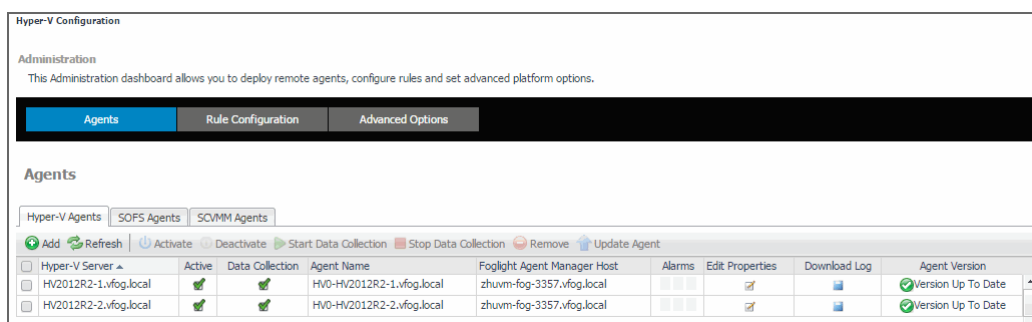 Hyper-V Configuration
Administration
This Administration dashboard allows you to deploy remote agents, configure rules and set advanced platform options.
Agents Rule Configuration Advanced Options
Agents
Hyper-V Agents SOFS Agents SCVMM Agents
Add Refresh Activate Deactivate Start Data Collection Stop Data Collection Remove Update Agent
Hyper-V Server Active Data Collection Agent Name Foglight Agent Manager Host Alarms Edit Properties Download Log Agent Version
HV2012R2-1.vfog.local HV0-HV2012R2-1.vfog.local zhuvm-fog-3357.vfog.local Version Up To Date
HV2012R2-2.vfog.local HV0-HV2012R2-2.vfog.local zhuvm-fog-3357.vfog.local Version Up To Date